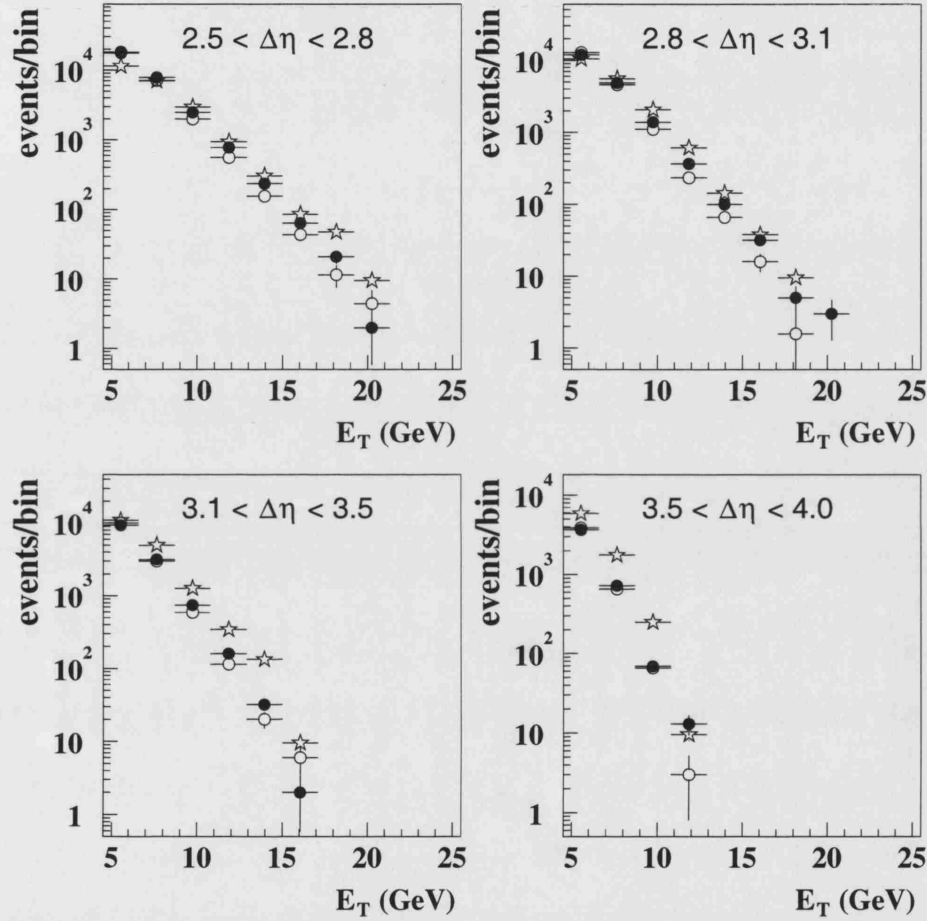 events/bin
2.5 < Δη < 2.8
10⁴
10³
10²
10
1
5 10 15 20 25
E_T (GeV)
events/bin
2.8 < Δη < 3.1
10⁴
10³
10²
10
1
5 10 15 20 25
E_T (GeV)
events/bin
3.1 < Δη < 3.5
10⁴
10³
10²
10
1
5 10 15 20 25
E_T (GeV)
events/bin
3.5 < Δη < 4.0
10⁴
10³
10²
10
1
5 10 15 20 25
E_T (GeV)